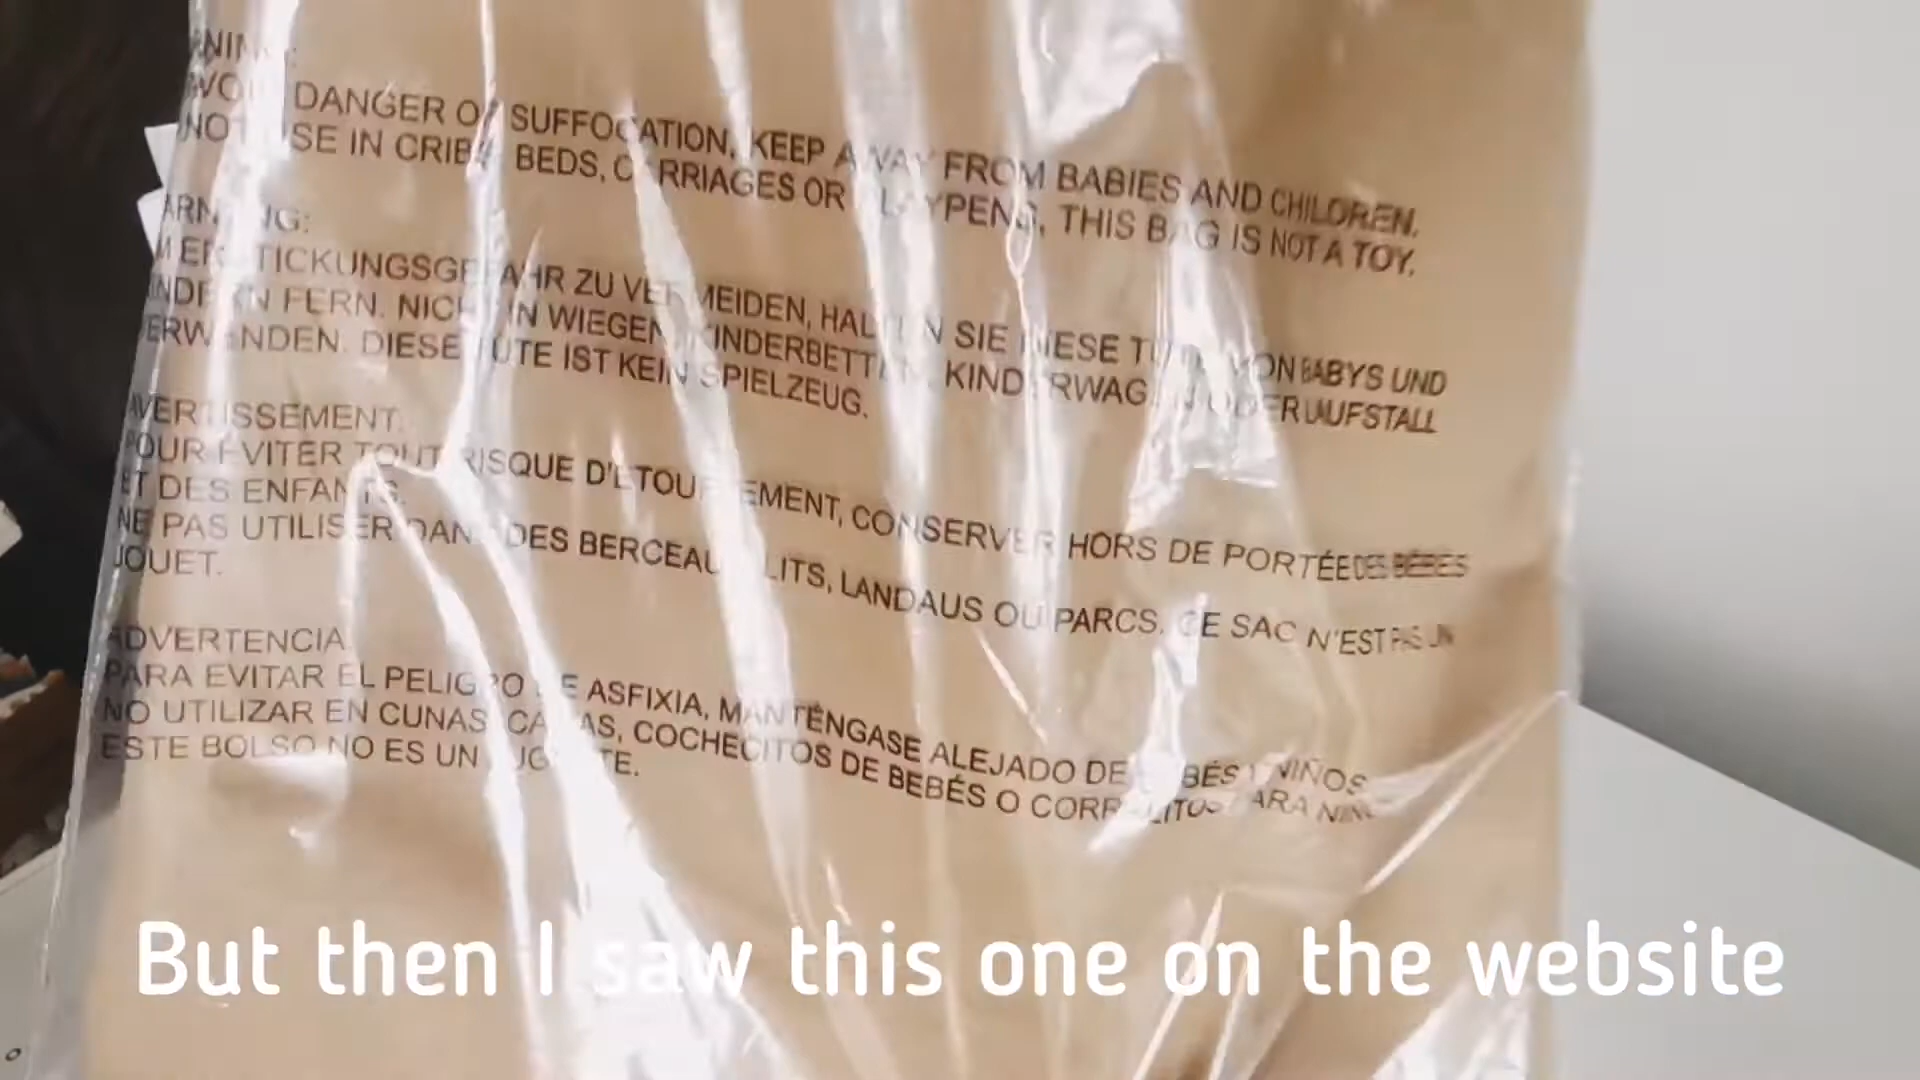 WARNING:
DANGER OF SUFFOCATION, KEEP AWAY FROM BABIES AND CHILDREN.
NOT USE IN CRIBS, BEDS, CARRIAGES OR PLAYPENS, THIS BAG IS NOT A TOY.
WARNING:
ERSTICKUNGSGEFAHR ZU VERMEIDEN, HALTEN SIE DIESE TÜTE VON BABYS UND
KINDERN FERN. NICHT IN WIEGEN, KINDERBETTEN, KINDERWAGEN ODER LAUFSTALL
VERWENDEN. DIESE TÜTE IST KEIN SPIELZEUG.
AVERTISSEMENT:
POUR ÉVITER TOUT RISQUE D'ÉTOUFFEMENT, CONSERVER HORS DE PORTÉE DES BÉBÉS
ET DES ENFANTS.
NE PAS UTILISER DANS DES BERCEAUX, LITS, LANDAUS OU PARCS. CE SAC N'EST PAS UN
JOUET.
ADVERTENCIA
PARA EVITAR EL PELIGRO DE ASFIXIA, MANTÉNGASE ALEJADO DE BEBÉS Y NIÑOS
NO UTILIZAR EN CUNAS, CAMAS, COCHECITOS DE BEBÉS O CORRALITOS PARA
ESTE BOLSO NO ES UN JUGUETE.
But then I saw this one on the website